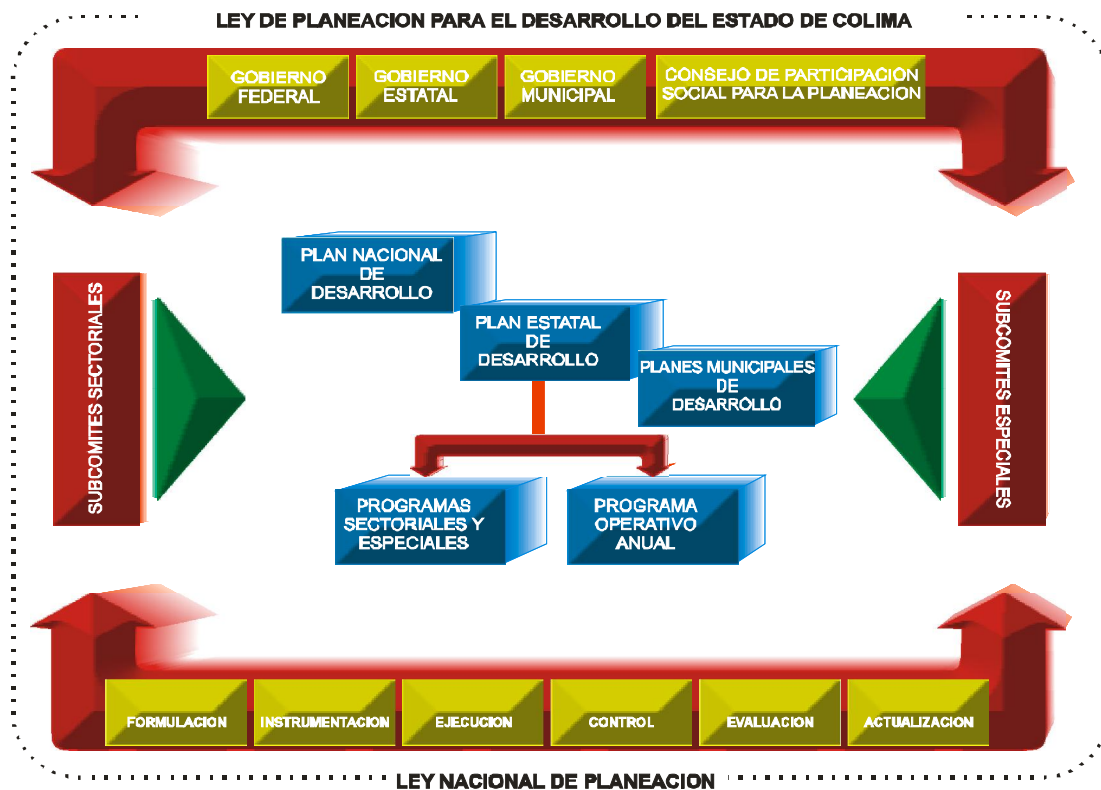 LEY DE PLANEACION PARA EL DESARROLLO DEL ESTADO DE COLIMA
GOBIERNO
FEDERAL
GOBIERNO
ESTATAL
GOBIERNO
MUNICIPAL
CONSEJO DE PARTICIPACION
SOCIAL PARA LA PLANEACION
SUBCOMITES SECTORIALES
PLAN NACIONAL
DE
DESARROLLO
PLAN ESTATAL
DE
DESARROLLO
PLANES MUNICIPALES
DE
DESARROLLO
PROGRAMAS
SECTORIALES Y
ESPECIALES
PROGRAMA
OPERATIVO
ANUAL
SUBCOMITES ESPECIALES
FORMULACION
INSTRUMENTACION
EJECUCION
CONTROL
EVALUACION
ACTUALIZACION
LEY NACIONAL DE PLANEACION